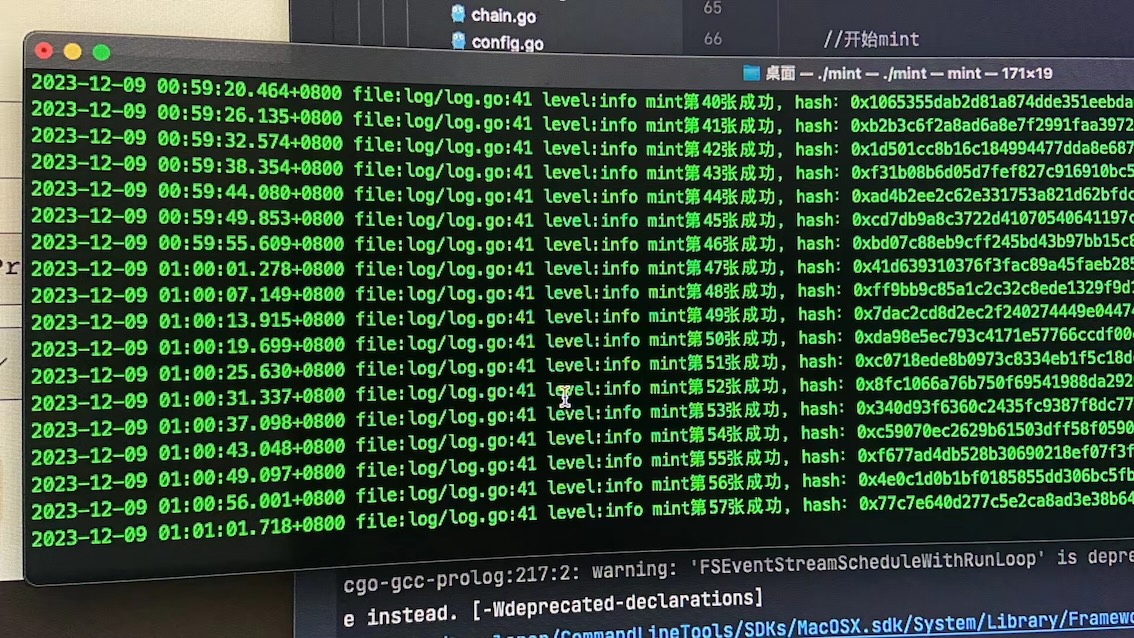 chain.go
65
config.go
66
//开始mint
桌面 — ./mint — ./mint — mint — 171×19
2023-12-09 00:59:20.464+0800 file:log/log.go:41 level:info mint第40张成功, hash: 0x1065355dab2d81a874dde351eebda
2023-12-09 00:59:26.135+0800 file:log/log.go:41 level:info mint第41张成功, hash: 0xb2b3c6f2a8ad6a8e7f2991faa3972
2023-12-09 00:59:32.574+0800 file:log/log.go:41 level:info mint第42张成功, hash: 0x1d501cc8b16c184994477dda8e687
2023-12-09 00:59:38.354+0800 file:log/log.go:41 level:info mint第43张成功, hash: 0xf31b08b6d05d7fef827c916910bc5
2023-12-09 00:59:44.080+0800 file:log/log.go:41 level:info mint第44张成功, hash: 0xad4b2ee2c62e331753a821d62bfdc
2023-12-09 00:59:49.853+0800 file:log/log.go:41 level:info mint第45张成功, hash: 0xcd7db9a8c3722d41070540641197c
2023-12-09 00:59:55.609+0800 file:log/log.go:41 level:info mint第46张成功, hash: 0xbd07c88eb9cff245bd43b97bb15c8
2023-12-09 01:00:01.278+0800 file:log/log.go:41 level:info mint第47张成功, hash: 0x41d639310376f3fac89a45faeb285
2023-12-09 01:00:07.149+0800 file:log/log.go:41 level:info mint第48张成功, hash: 0xff9bb9c85a1c2c32c8ede1329f9d1
2023-12-09 01:00:13.915+0800 file:log/log.go:41 level:info mint第49张成功, hash: 0x7dac2cd8d2ec2f240274449e04474
2023-12-09 01:00:19.699+0800 file:log/log.go:41 level:info mint第50张成功, hash: 0xda98e5ec793c4171e57766ccdf00
2023-12-09 01:00:25.630+0800 file:log/log.go:41 level:info mint第51张成功, hash: 0xc0718ede8b0973c8334eb1f5c18d
2023-12-09 01:00:31.337+0800 file:log/log.go:41 level:info mint第52张成功, hash: 0x8fc1066a76b750f69541988da292
2023-12-09 01:00:37.098+0800 file:log/log.go:41 level:info mint第53张成功, hash: 0x340d93f6360c2435fc9387f8dc77
2023-12-09 01:00:43.048+0800 file:log/log.go:41 level:info mint第54张成功, hash: 0xc59070ec2629b61503dff58f0590
2023-12-09 01:00:49.097+0800 file:log/log.go:41 level:info mint第55张成功, hash: 0xf677ad4db528b30690218ef07f3f
2023-12-09 01:00:56.001+0800 file:log/log.go:41 level:info mint第56张成功, hash: 0x4e0c1d0b1bf0185855dd306bc5fb
2023-12-09 01:01:01.718+0800 file:log/log.go:41 level:info mint第57张成功, hash: 0x77c7e640d277c5e2ca8ad3e38b64
cgo-gcc-prolog:217:2: warning: 'FSEventStreamScheduleWithRunLoop' is depre
e instead. [-Wdeprecated-declarations]
/CommandLineTools/SDKs/MacOSX.sdk/System/Library/Framewo